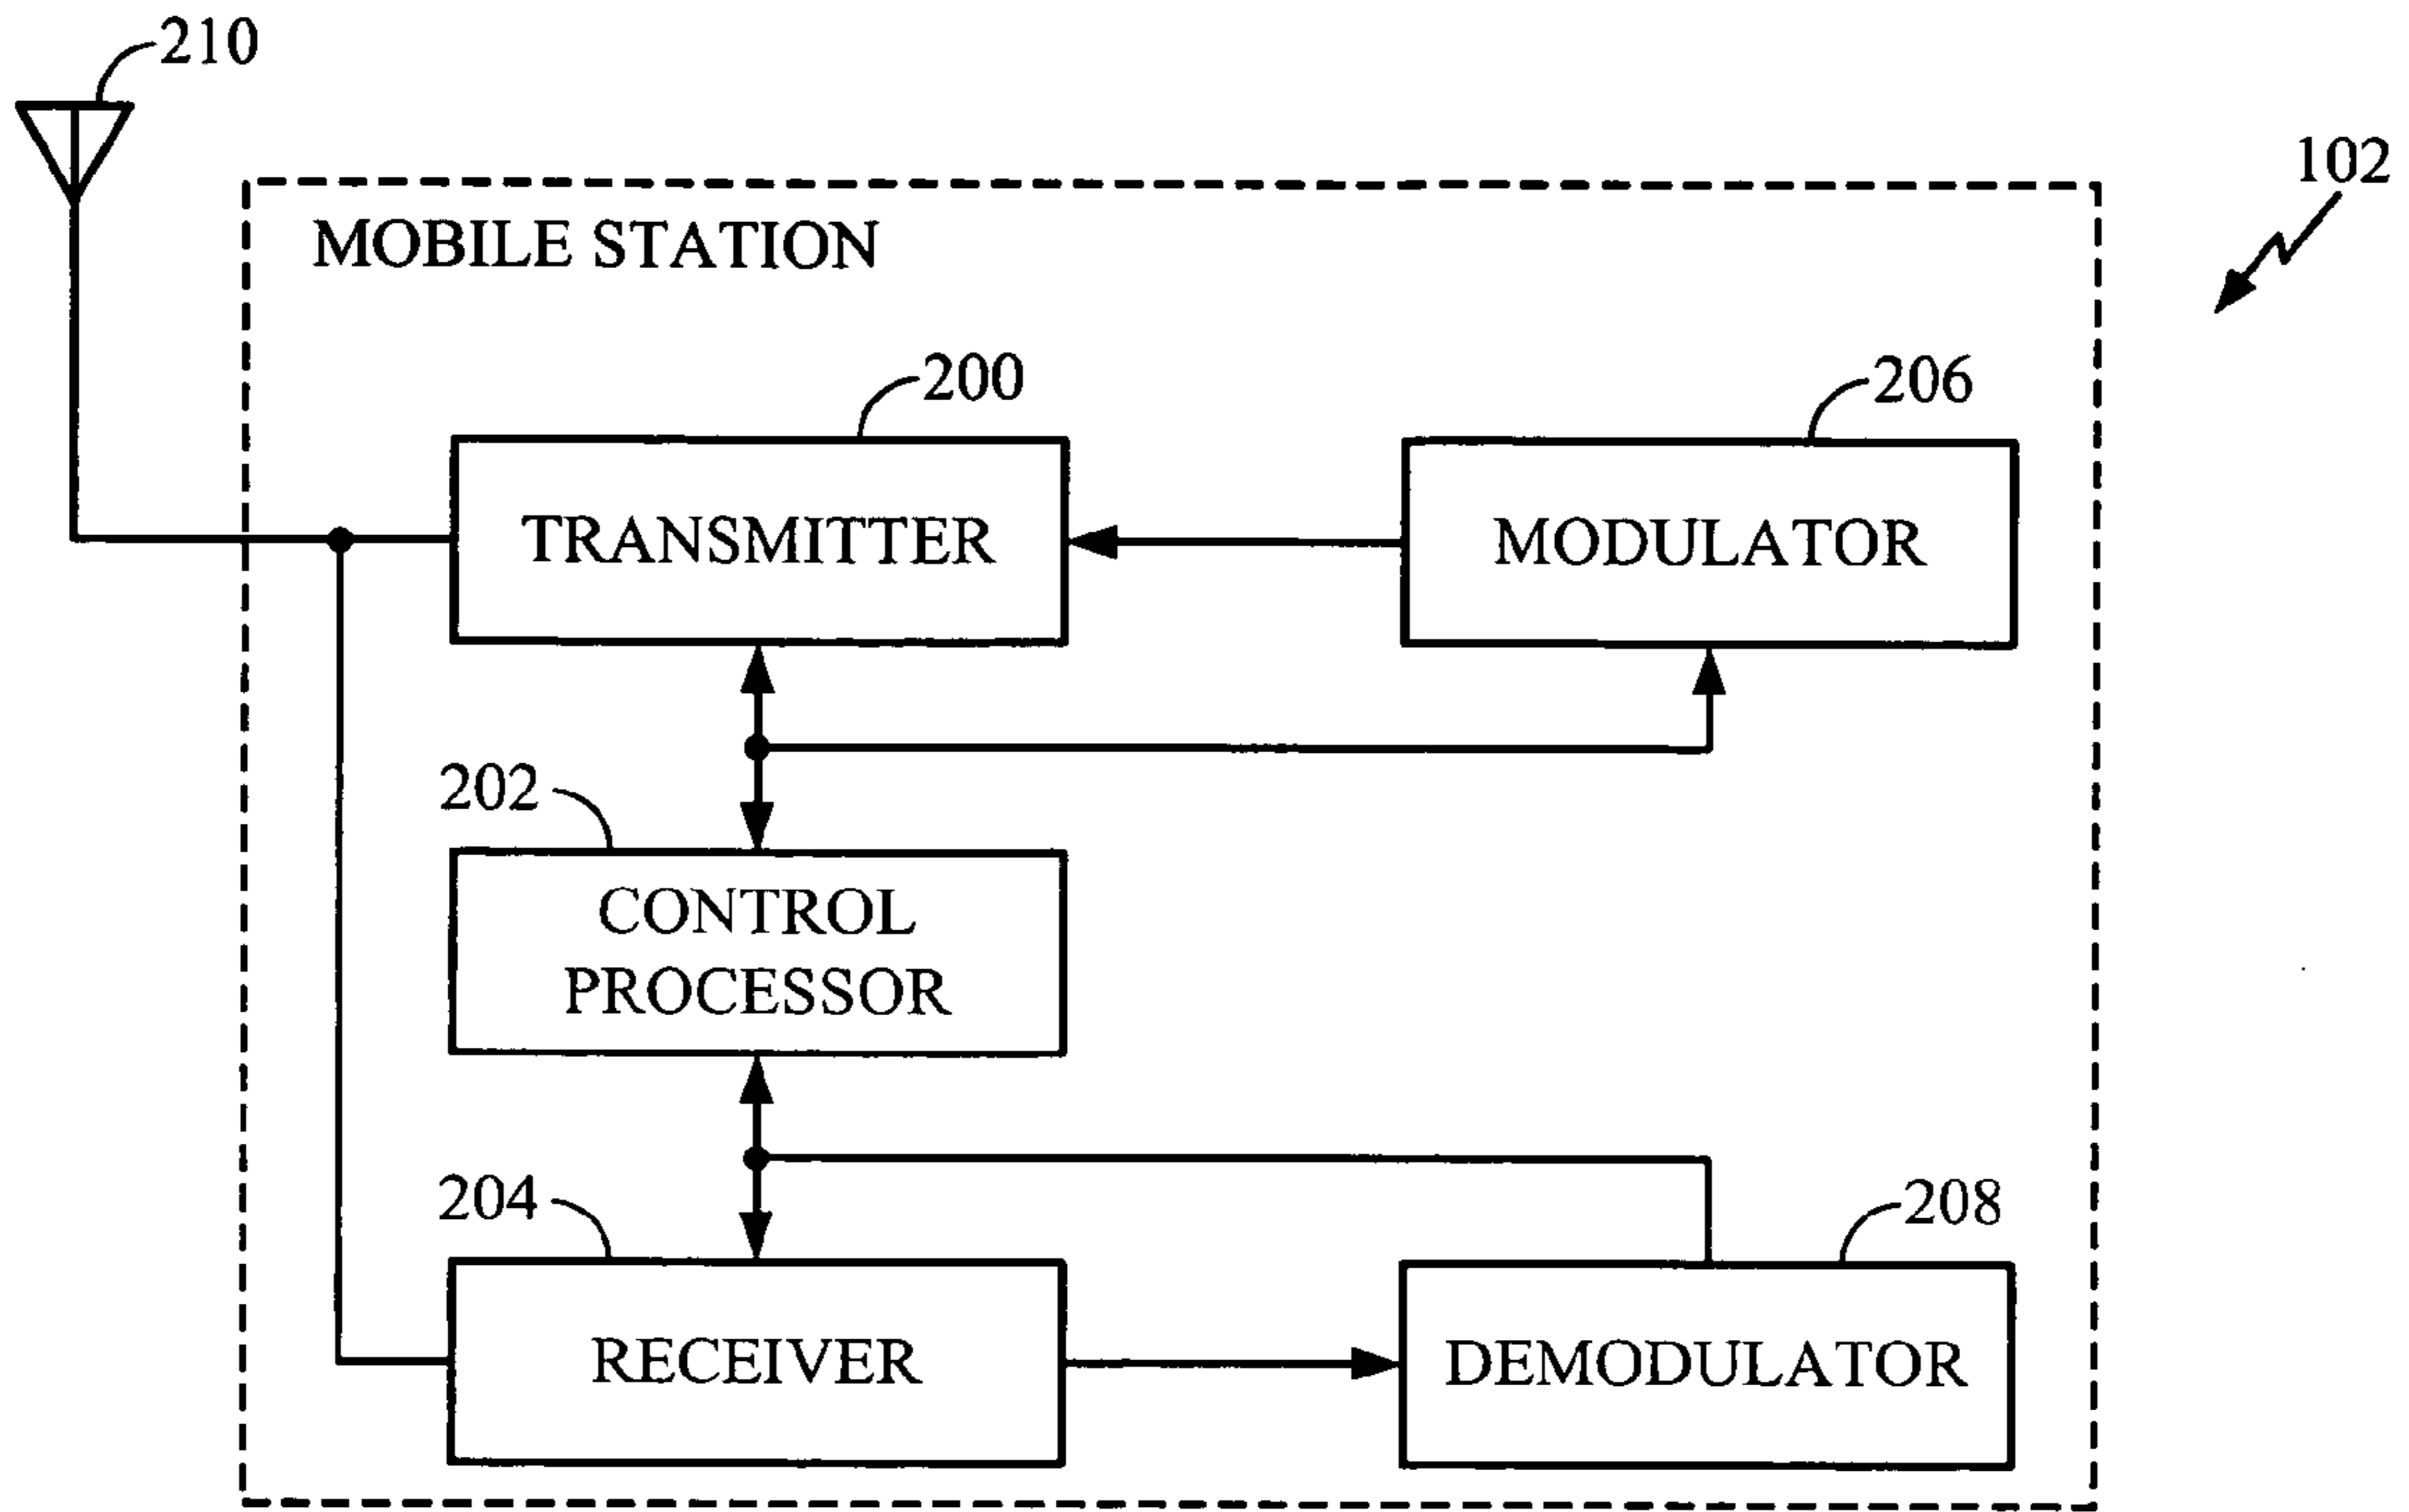 210
102
MOBILE STATION
200
206
TRANSMITTER
MODULATOR
202
CONTROL
PROCESSOR
204
208
RECEIVER
DEMODULATOR